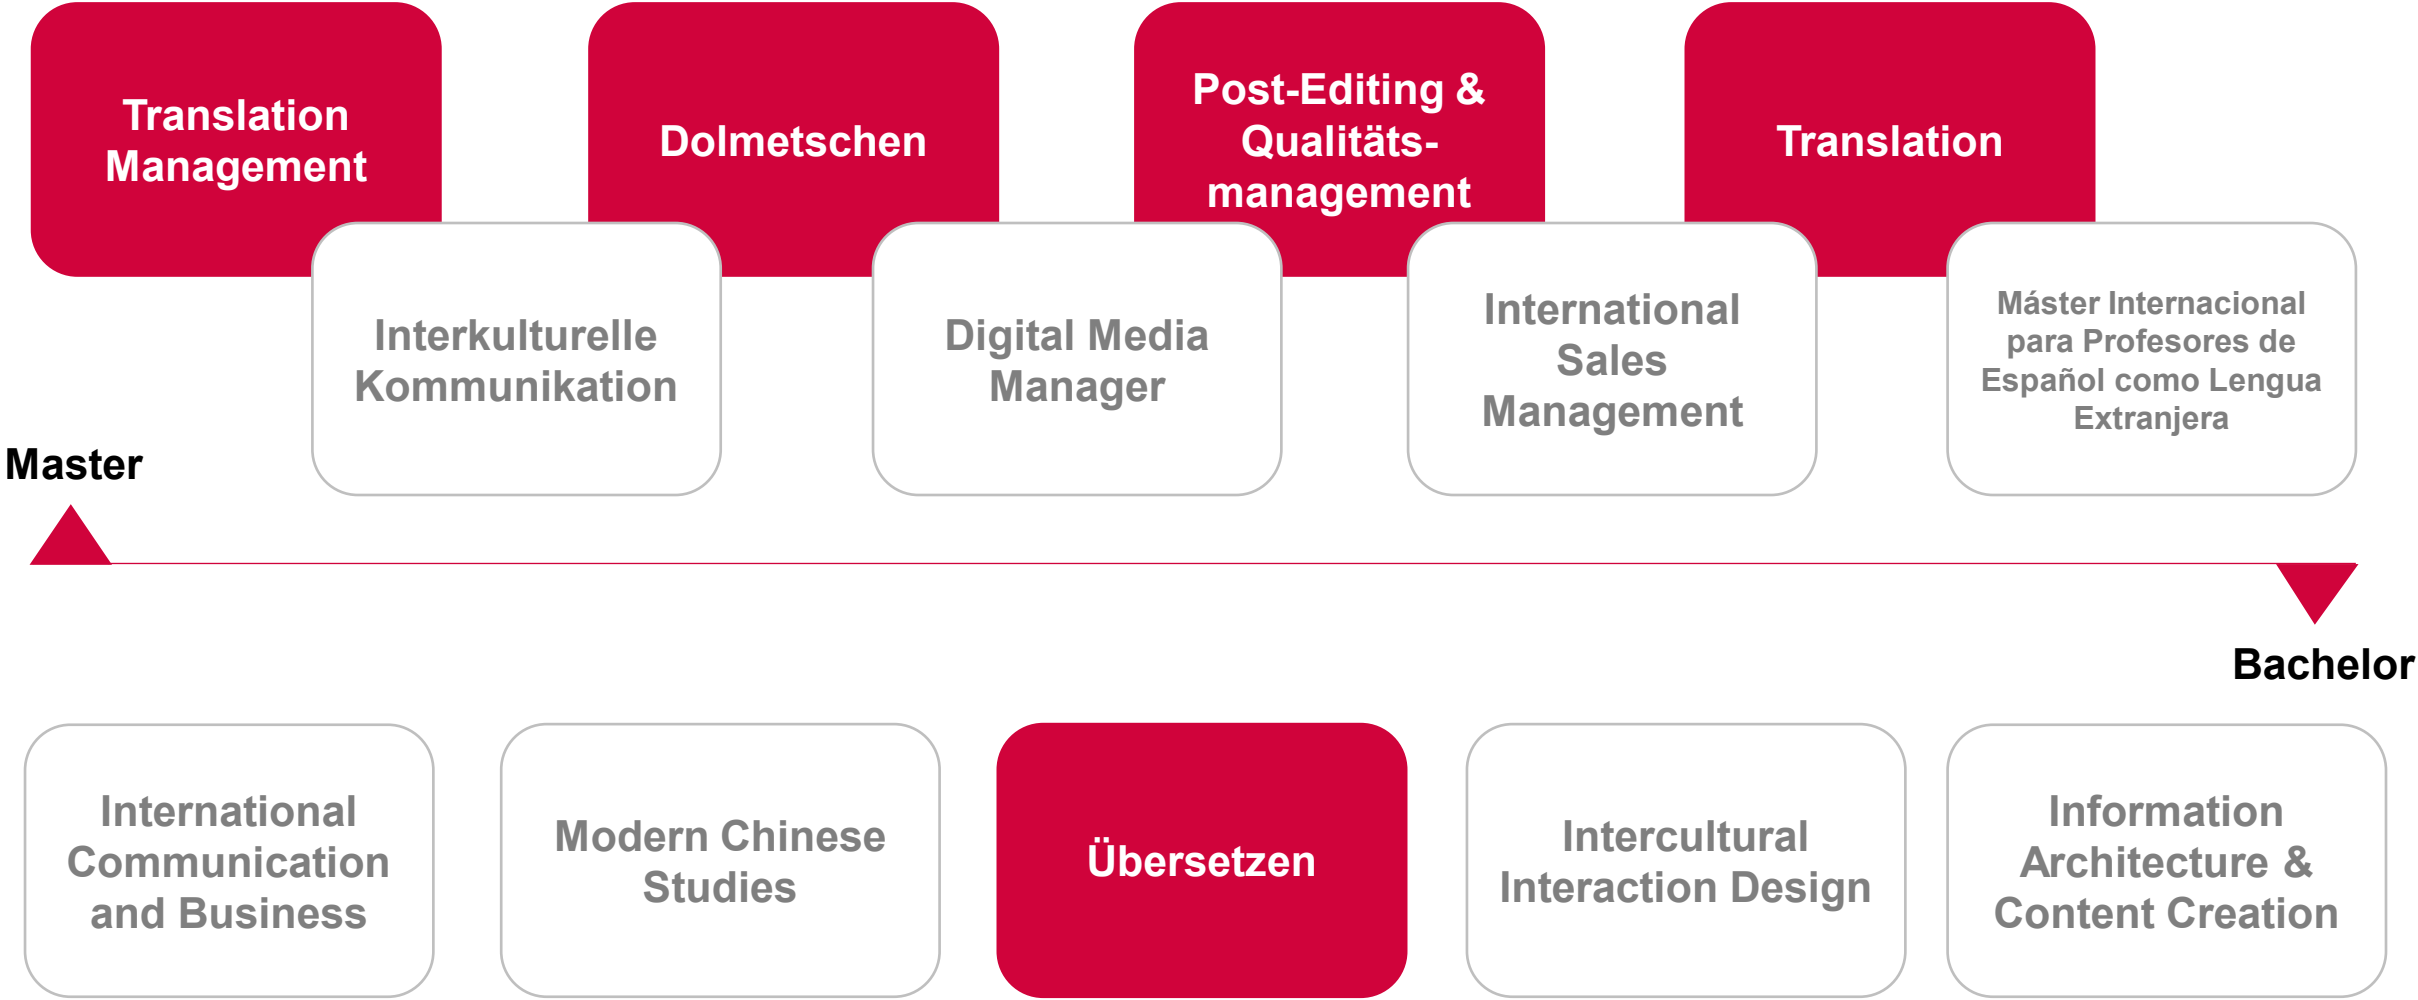 Translation
Management
Dolmetschen
Post-Editing &
Qualitäts-
management
Translation
Interkulturelle
Kommunikation
Digital Media
Manager
International
Sales
Management
Máster Internacional
para Profesores de
Español como Lengua
Extranjera
Master
Bachelor
International
Communication
and Business
Modern Chinese
Studies
Übersetzen
Intercultural
Interaction Design
Information
Architecture &
Content Creation